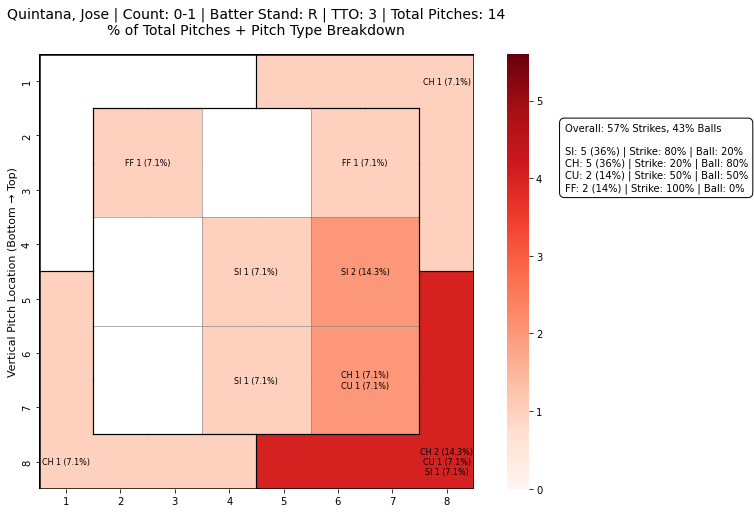 Quintana, Jose | Count: 0-1 | Batter Stand: R | TTO: 3 | Total Pitches: 14
% of Total Pitches + Pitch Type Breakdown
Vertical Pitch Location (Bottom → Top)
1
2
3
4
5
6
7
8
CH 1 (7.1%)
FF 1 (7.1%)
FF 1 (7.1%)
SI 1 (7.1%)
SI 2 (14.3%)
SI 1 (7.1%)
CH 1 (7.1%)
CU 1 (7.1%)
CH 1 (7.1%)
CH 2 (14.3%)
CU 1 (7.1%)
SI 1 (7.1%)
1 2 3 4 5 6 7 8
5
4
3
2
1
0
Overall: 57% Strikes, 43% Balls
SI: 5 (36%) | Strike: 80% | Ball: 20%
CH: 5 (36%) | Strike: 20% | Ball: 80%
CU: 2 (14%) | Strike: 50% | Ball: 50%
FF: 2 (14%) | Strike: 100% | Ball: 0%